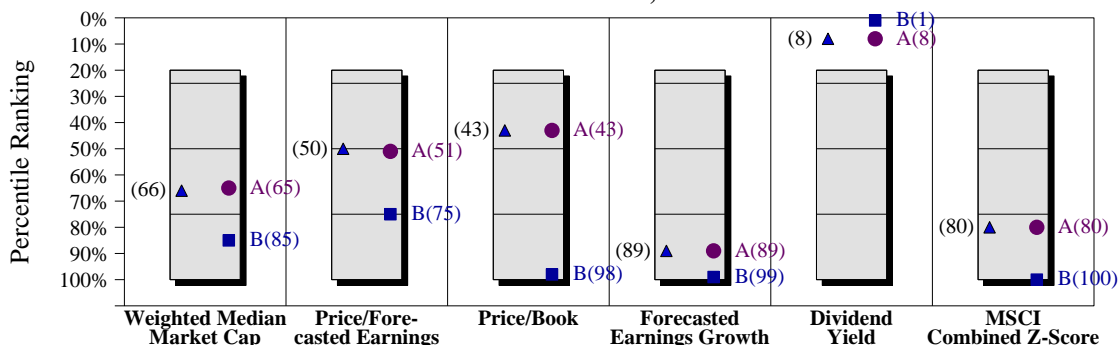 0%
10%
20%
30%
40%
50%
60%
70%
80%
90%
100%
Percentile Ranking
(66)
A(65)
B(85)
(50)
A(51)
B(75)
(43)
A(43)
B(98)
(89)
A(89)
B(99)
B(1)
(8)
A(8)
(80)
A(80)
B(100)
Weighted Median
Market Cap
Price/Fore-
casted Earnings
Price/Book
Forecasted
Earnings Growth
Dividend
Yield
MSCI
Combined Z-Score